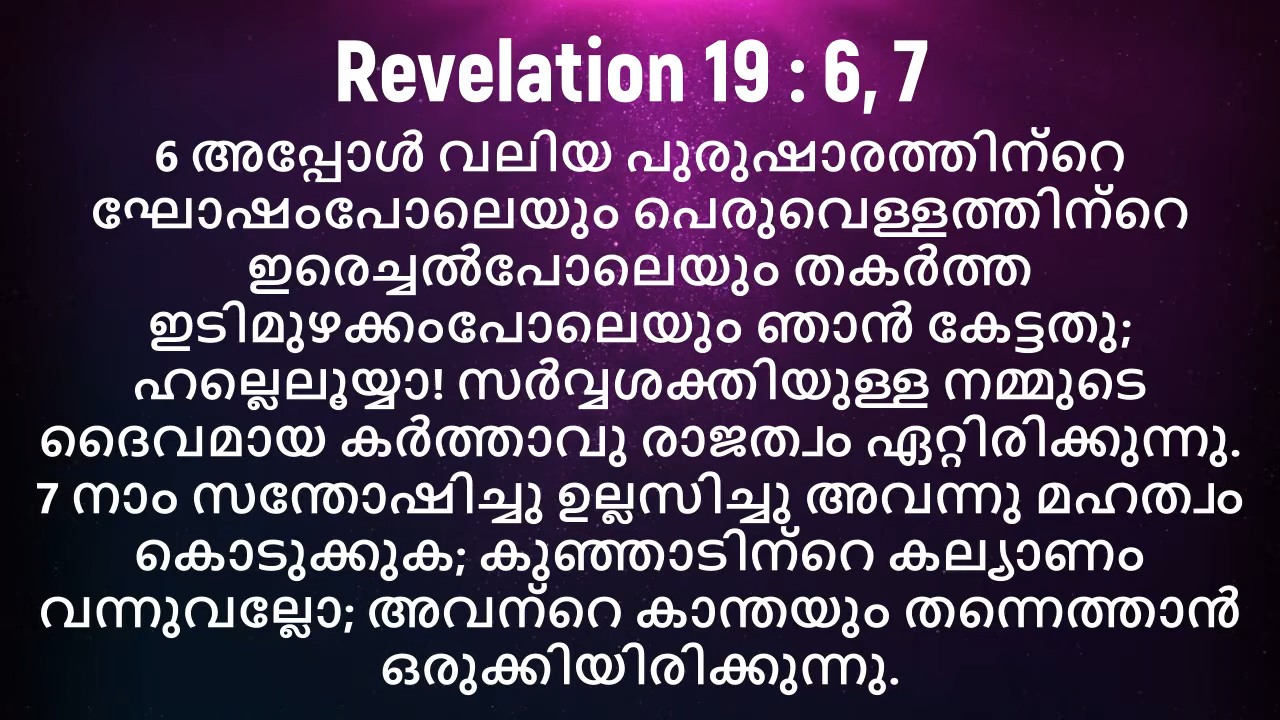 Revelation 19 : 6, 7
6 അപ്പോൾ വലിയ പുരുഷാരത്തിന്റെ
ഘോഷംപോലെയും പെരുവെള്ളത്തിന്റെ
ഇരെച്ചൽപോലെയും തകർത്ത
ഇടിമുഴക്കംപോലെയും ഞാൻ കേട്ടതു;
ഹല്ലെലൂയ്യാ! സർവ്വശക്തിയുള്ള നമ്മുടെ
ദൈവമായ കർത്താവു രാജത്വം ഏറ്റിരിക്കുന്നു.
7 നാം സന്തോഷിച്ചു ഉല്ലസിച്ചു അവന്നു മഹത്വം
കൊടുക്കുക; കുഞ്ഞാടിന്റെ കല്യാണം
വന്നുവല്ലോ; അവന്റെ കാന്തയും തന്നെത്താൻ
ഒരുക്കിയിരിക്കുന്നു.